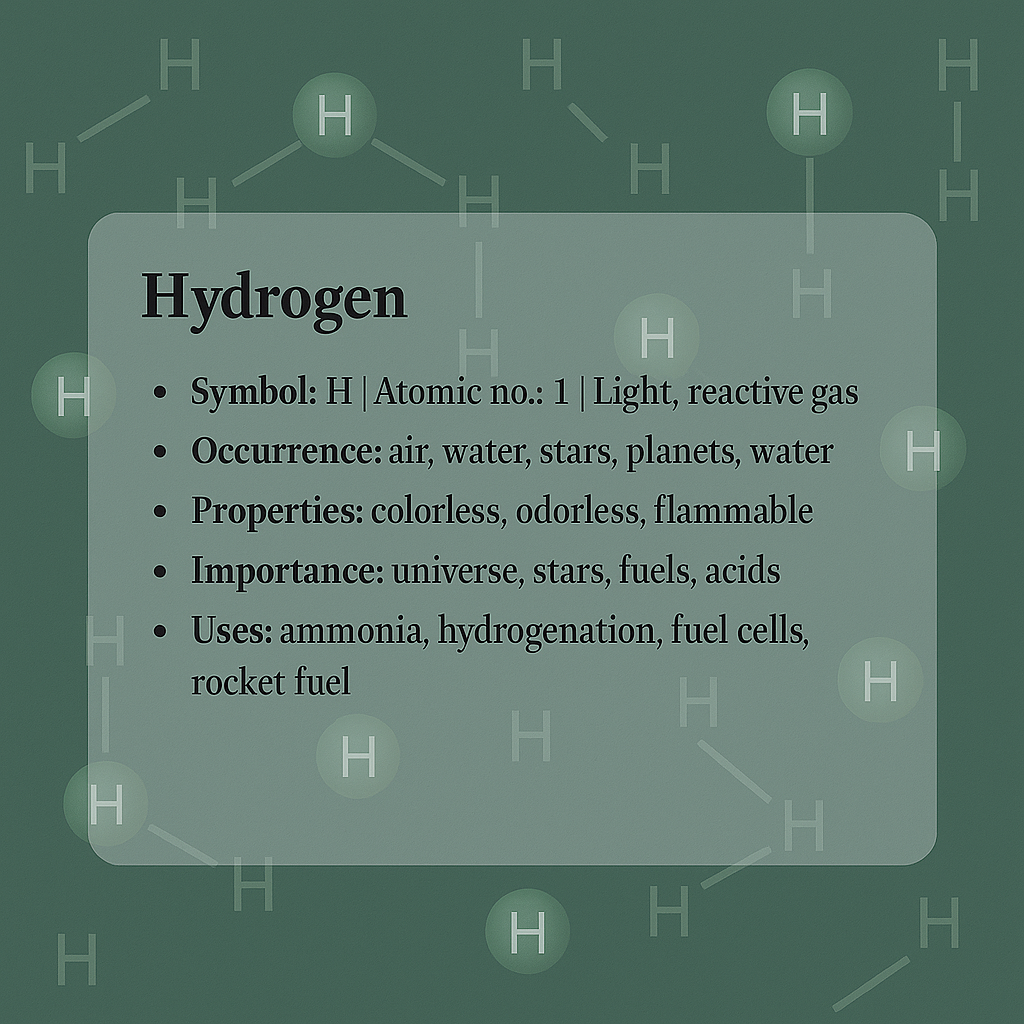 H H H H H
H H
H H H
Hydrogen
H
H
H
H
• Symbol: H | Atomic no.: 1 | Light, reactive gas
• Occurrence: air, water, stars, planets, water
H
• Properties: colorless, odorless, flammable
• Importance: universe, stars, fuels, acids
• Uses: ammonia, hydrogenation, fuel cells,
rocket fuel
H
H
H
H H
H H
H
H
H H
H
H